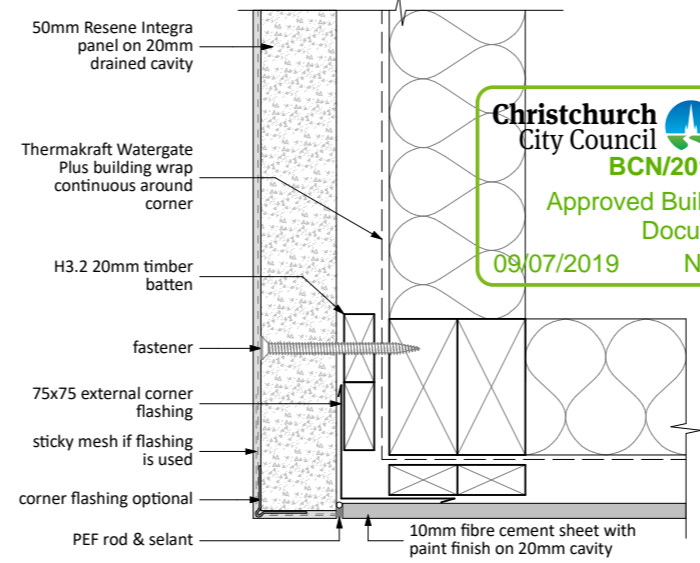 50mm Resene Integra
panel on 20mm
drained cavity
Thermakraft Watergate
Plus building wrap
continuous around
corner
H3.2 20mm timber
batten
fastener
75x75 external corner
flashing
sticky mesh if flashing
is used
corner flashing optional
PEF rod & selant
10mm fibre cement sheet with
paint finish on 20mm cavity
Christchurch
City Council
BCN/20
Approved Buil
Docu
09/07/2019 N